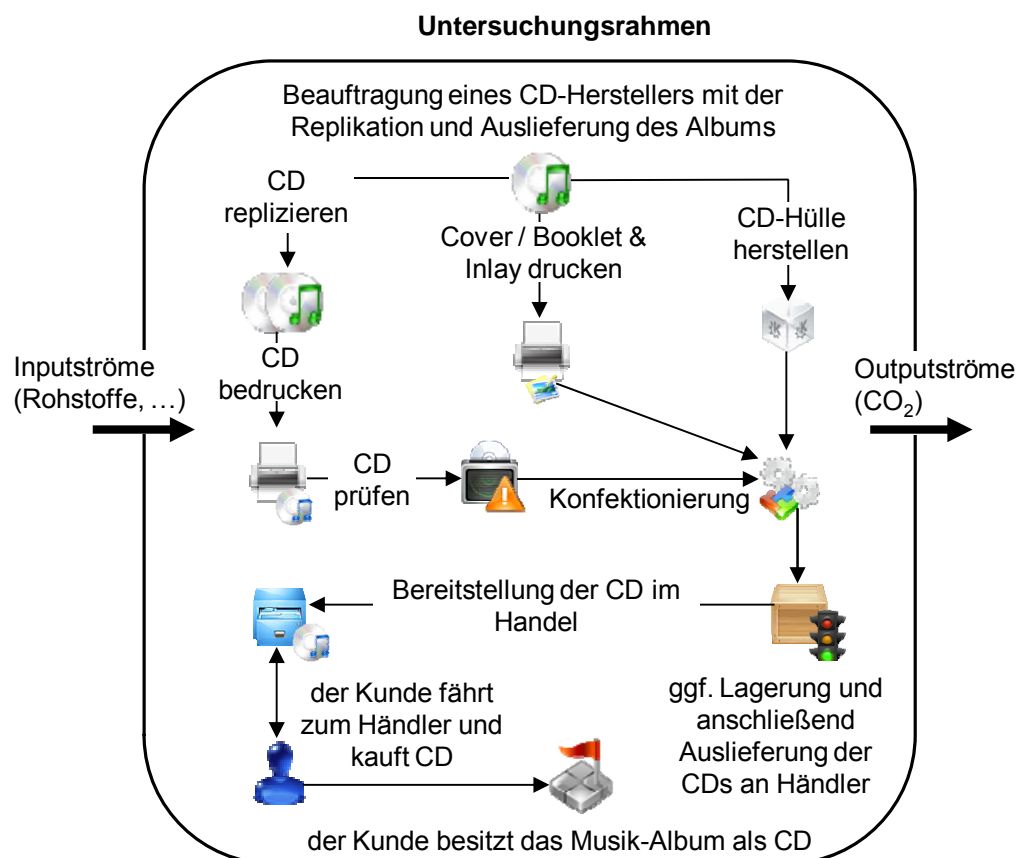 Untersuchungsrahmen
Beauftragung eines CD-Herstellers mit der
Replikation und Auslieferung des Albums
CD
replizieren
Cover / Booklet &
Inlay drucken
CD-Hülle
herstellen
Inputströme
(Rohstoffe, …)
CD
bedrucken
Outputströme
(CO₂)
CD
prüfen
Konfektionierung
Bereitstellung der CD im
Handel
der Kunde fährt
zum Händler und
kauft CD
ggf. Lagerung und
anschließend
Auslieferung der
CDs an Händler
der Kunde besitzt das Musik-Album als CD